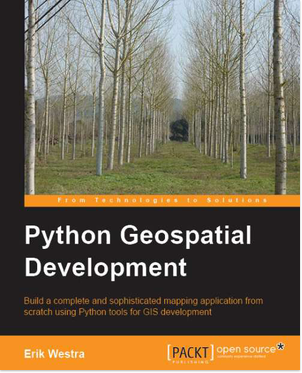 From Technologies to Solutions
Python Geospatial
Development
Build a complete and sophisticated mapping application from
scratch using Python tools for GIS development
Erik Westra
[PACKT] open source*
PUBLISHING